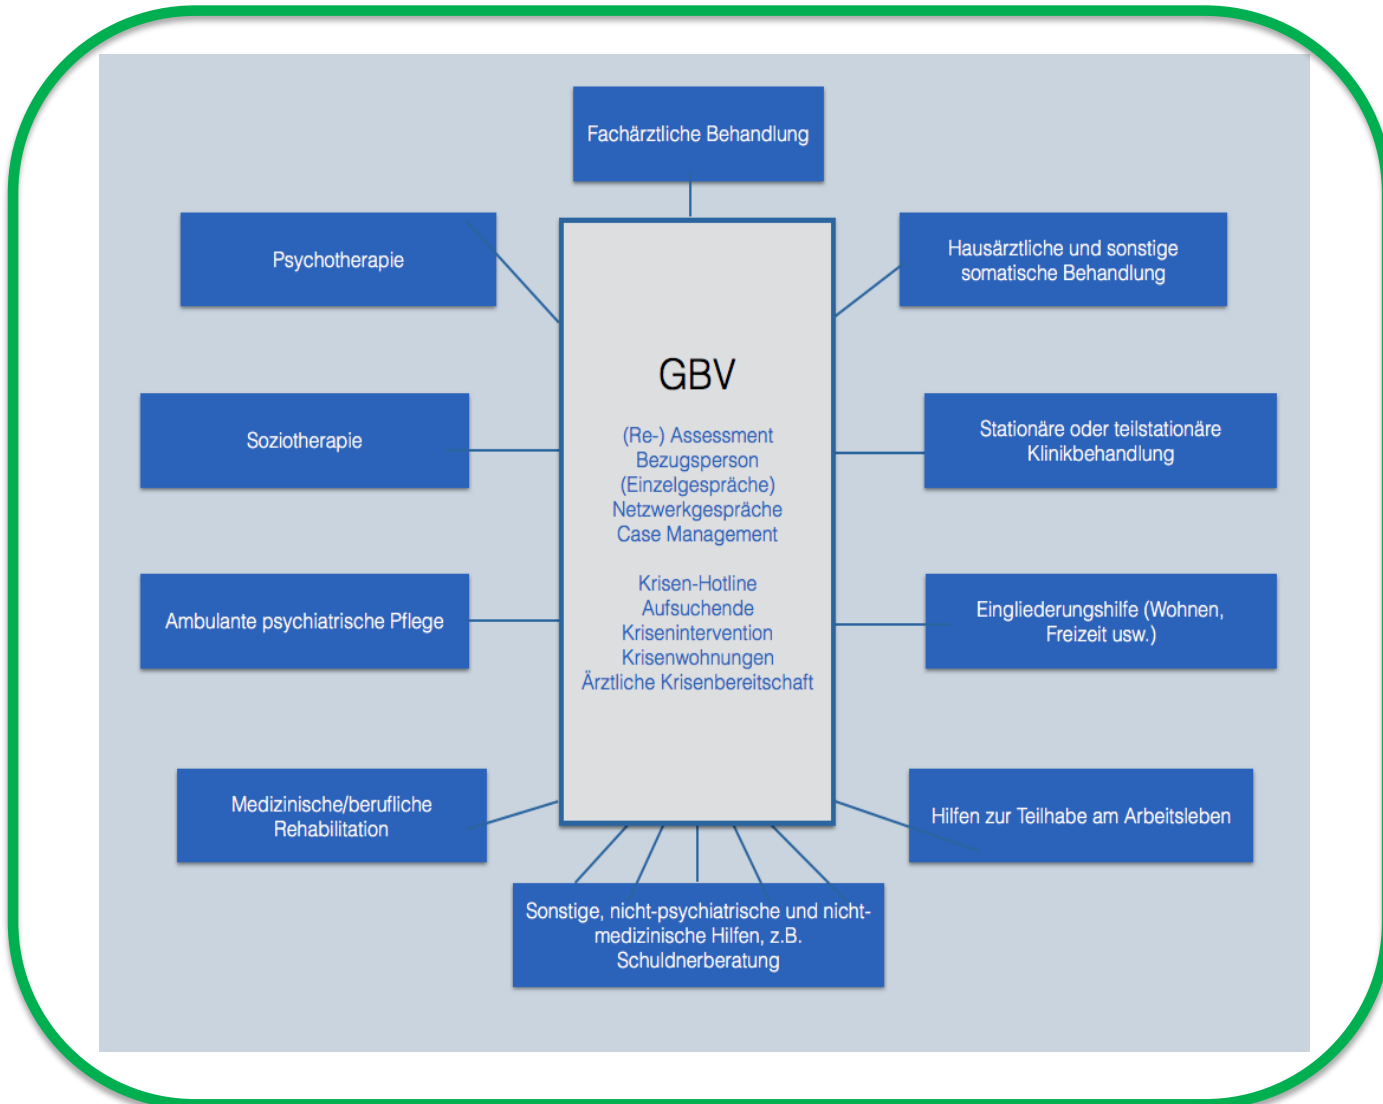 Fachärztliche Behandlung
Psychotherapie
Hausärztliche und sonstige
somatische Behandlung
GBV
(Re-) Assessment
Bezugsperson
(Einzelgespräche)
Netzwerkgespräche
Case Management
Krisen-Hotline
Aufsuchende
Krisenintervention
Krisenwohnungen
Ärztliche Krisenbereitschaft
Soziotherapie
Stationäre oder teilstationäre
Klinikbehandlung
Ambulante psychiatrische Pflege
Eingliederungshilfe (Wohnen,
Freizeit usw.)
Medizinische/berufliche
Rehabilitation
Hilfen zur Teilhabe am Arbeitsleben
Sonstige, nicht-psychiatrische und nicht-
medizinische Hilfen, z.B.
Schuldnerberatung